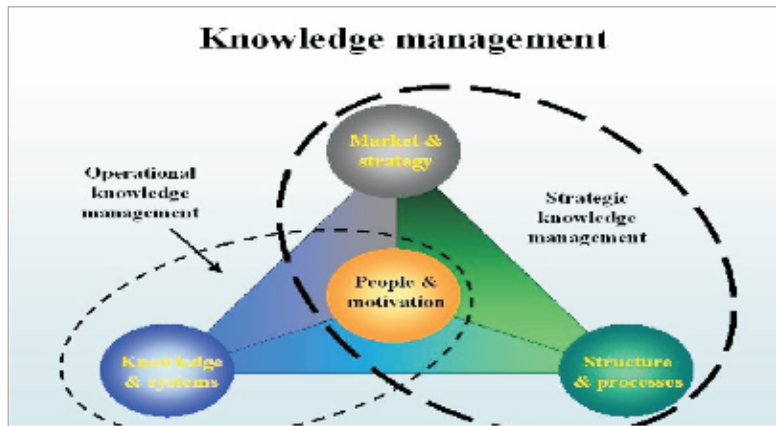 Knowledge management
Market &
strategy
Operational
knowledge
management
Strategic
knowledge
management
People &
motivation
Knowledge
& systems
Structure
& processes